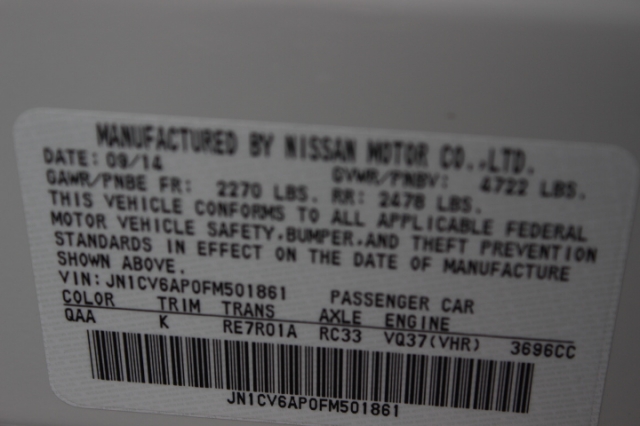 MANUFACTURED BY NISSAN MOTOR CO.,LTD.
DATE: 09/14 GVWR/PNBV: 4722 LBS.
GAWR/PNBE FR: 2270 LBS. RR: 2478 LBS.
THIS VEHICLE CONFORMS TO ALL APPLICABLE FEDERAL
MOTOR VEHICLE SAFETY,BUMPER,AND THEFT PREVENTION
STANDARDS IN EFFECT ON THE DATE OF MANUFACTURE
SHOWN ABOVE.
VIN: JN1CV6AP0FM501861 PASSENGER CAR
COLOR TRIM TRANS AXLE ENGINE
QAA K RE7R01A RC33 VQ37(VHR) 3696CC
JN1CV6AP0FM501861